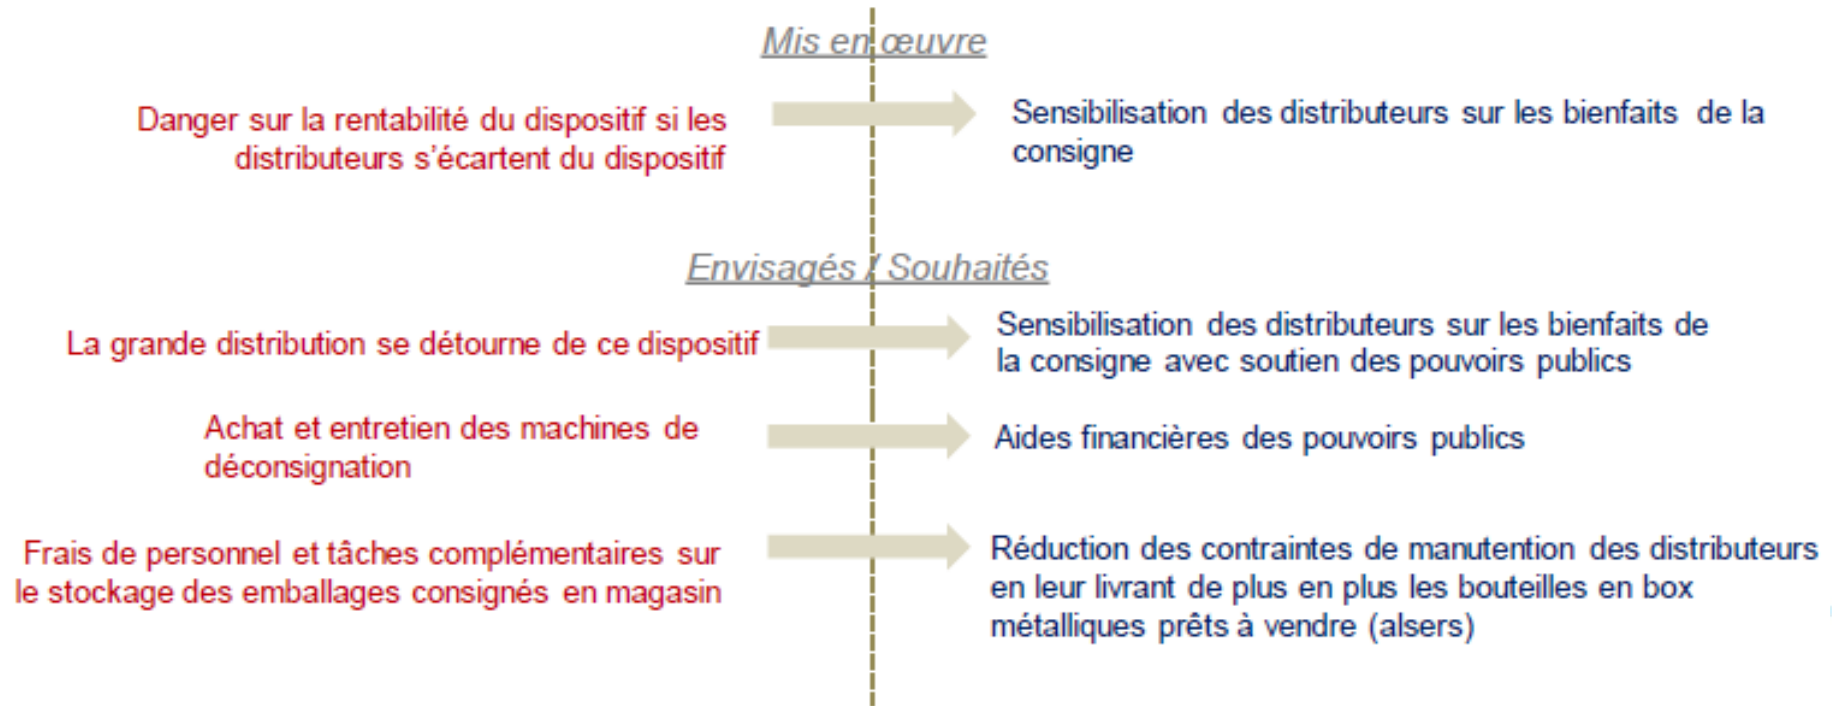 Mis en œuvre
Danger sur la rentabilité du dispositif si les
distributeurs s'écartent du dispositif
Sensibilisation des distributeurs sur les bienfaits de la
consigne
Envisagés / Souhaités
La grande distribution se détourne de ce dispositif
Sensibilisation des distributeurs sur les bienfaits de
la consigne avec soutien des pouvoirs publics
Achat et entretien des machines de
déconsignation
Aides financières des pouvoirs publics
Frais de personnel et tâches complémentaires sur
le stockage des emballages consignés en magasin
Réduction des contraintes de manutention des distributeurs
en leur livrant de plus en plus les bouteilles en box
métalliques prêts à vendre (alsers)